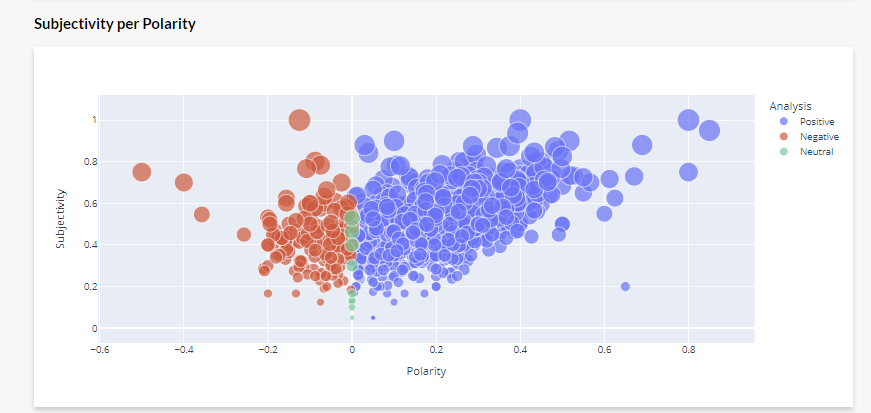 Subjectivity per Polarity
Analysis
Positive
Negative
Neutral
1
0.8
0.6
0.4
0.2
0
Subjectivity
−0.6 −0.4 −0.2 0 0.2 0.4 0.6 0.8
Polarity